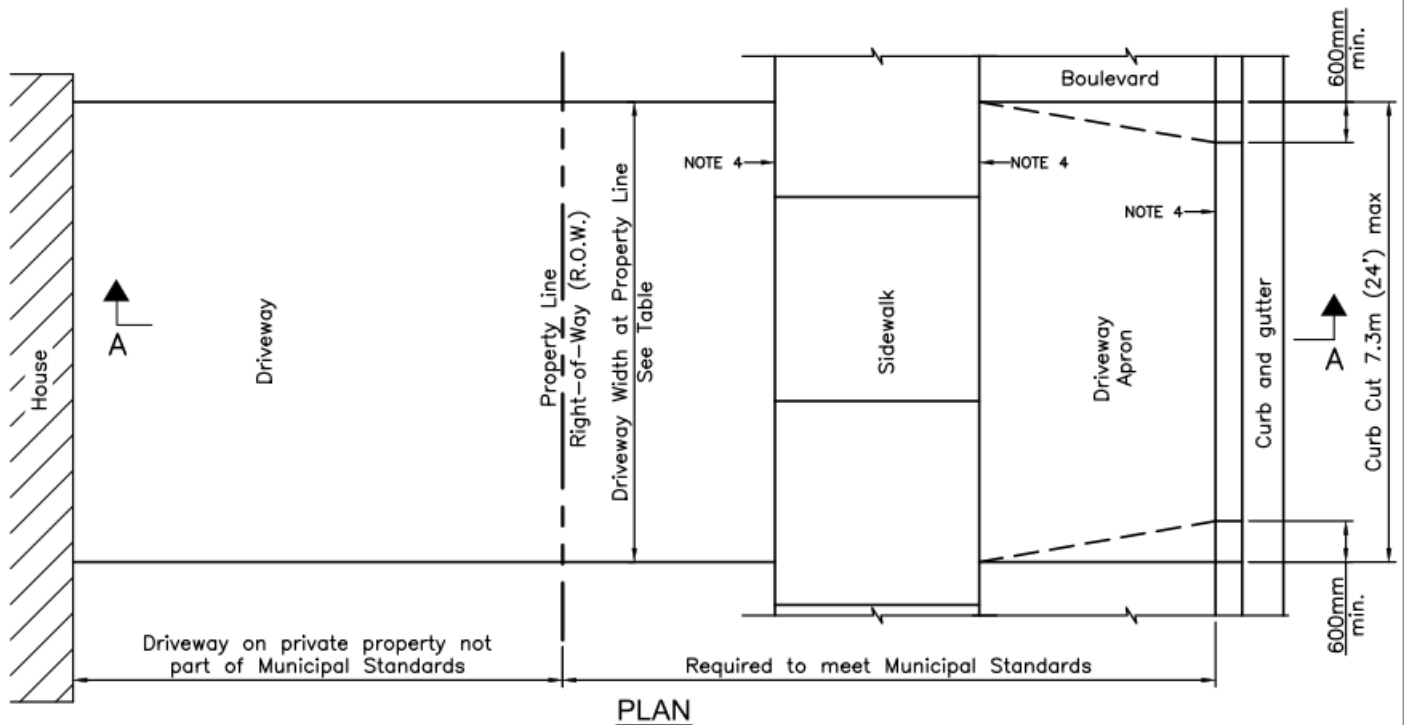 600mm
min.
Boulevard
NOTE 4
NOTE 4
NOTE 4
House
A
Driveway
Property Line
Right-of-Way (R.O.W.)
Driveway Width at Property Line
See Table
Sidewalk
Driveway
Apron
Curb and gutter
A
Curb Cut 7.3m (24') max
600mm
min.
Driveway on private property not
part of Municipal Standards
Required to meet Municipal Standards
PLAN